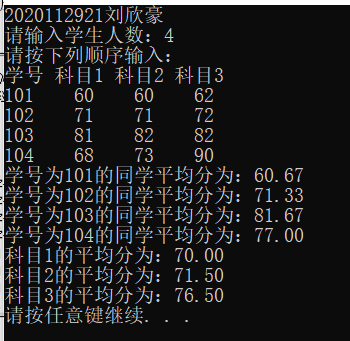 2020112921刘欣豪
请输入学生人数：4
请按下列顺序输入：
学号 科目1 科目2 科目3
101 60 60 62
102 71 71 72
103 81 82 82
104 68 73 90
学号为101的同学平均分为：60.67
学号为102的同学平均分为：71.33
学号为103的同学平均分为：81.67
学号为104的同学平均分为：77.00
科目1的平均分为：70.00
科目2的平均分为：71.50
科目3的平均分为：76.50
请按任意键继续. . .